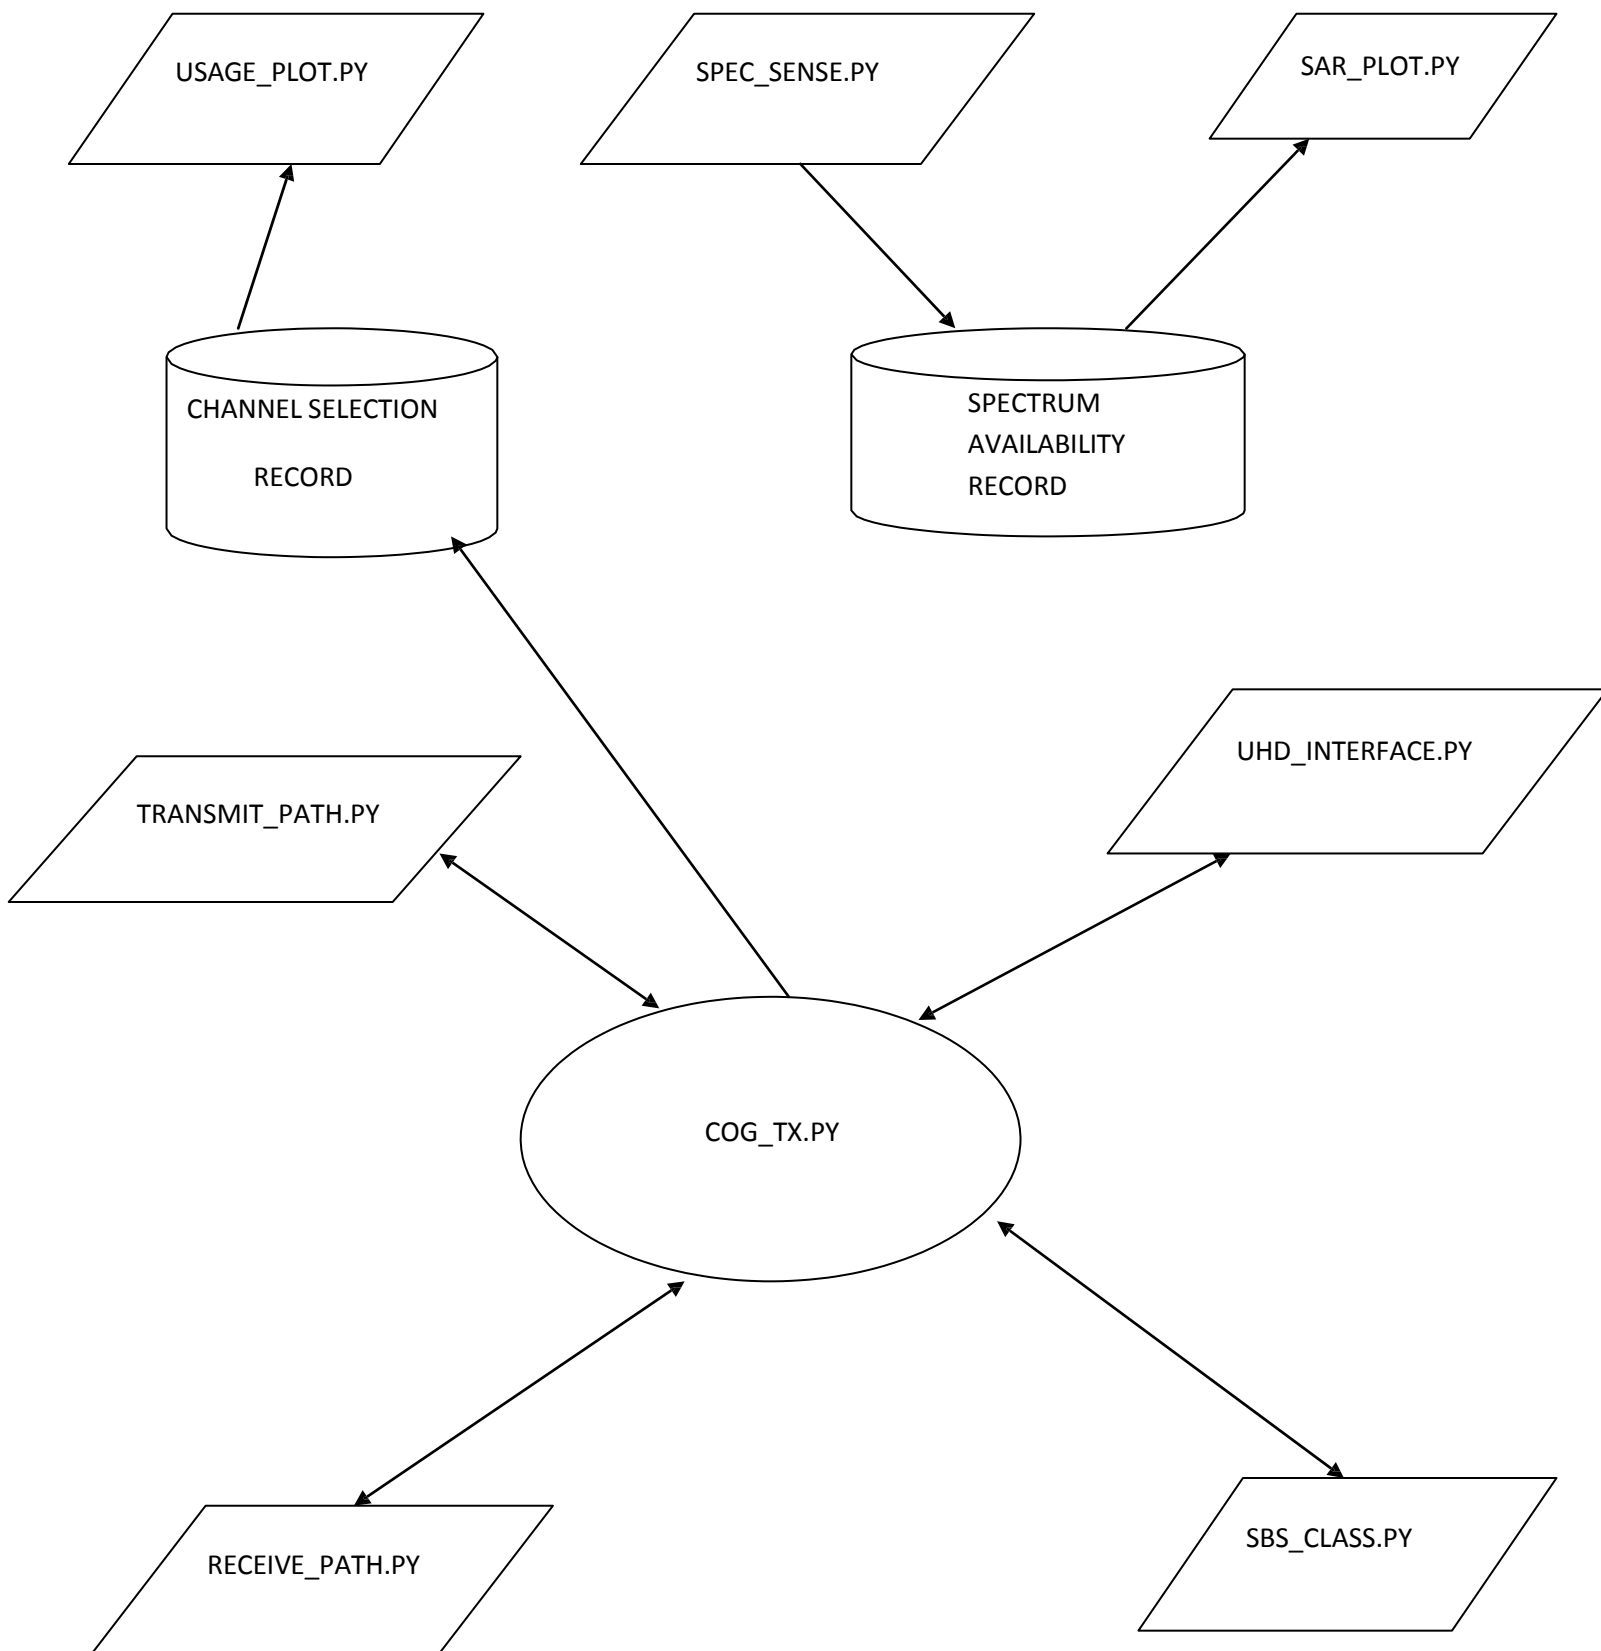 USAGE_PLOT.PY
SPEC_SENSE.PY
SAR_PLOT.PY
CHANNEL SELECTION
RECORD
SPECTRUM
AVAILABILITY
RECORD
UHD_INTERFACE.PY
TRANSMIT_PATH.PY
COG_TX.PY
SBS_CLASS.PY
RECEIVE_PATH.PY